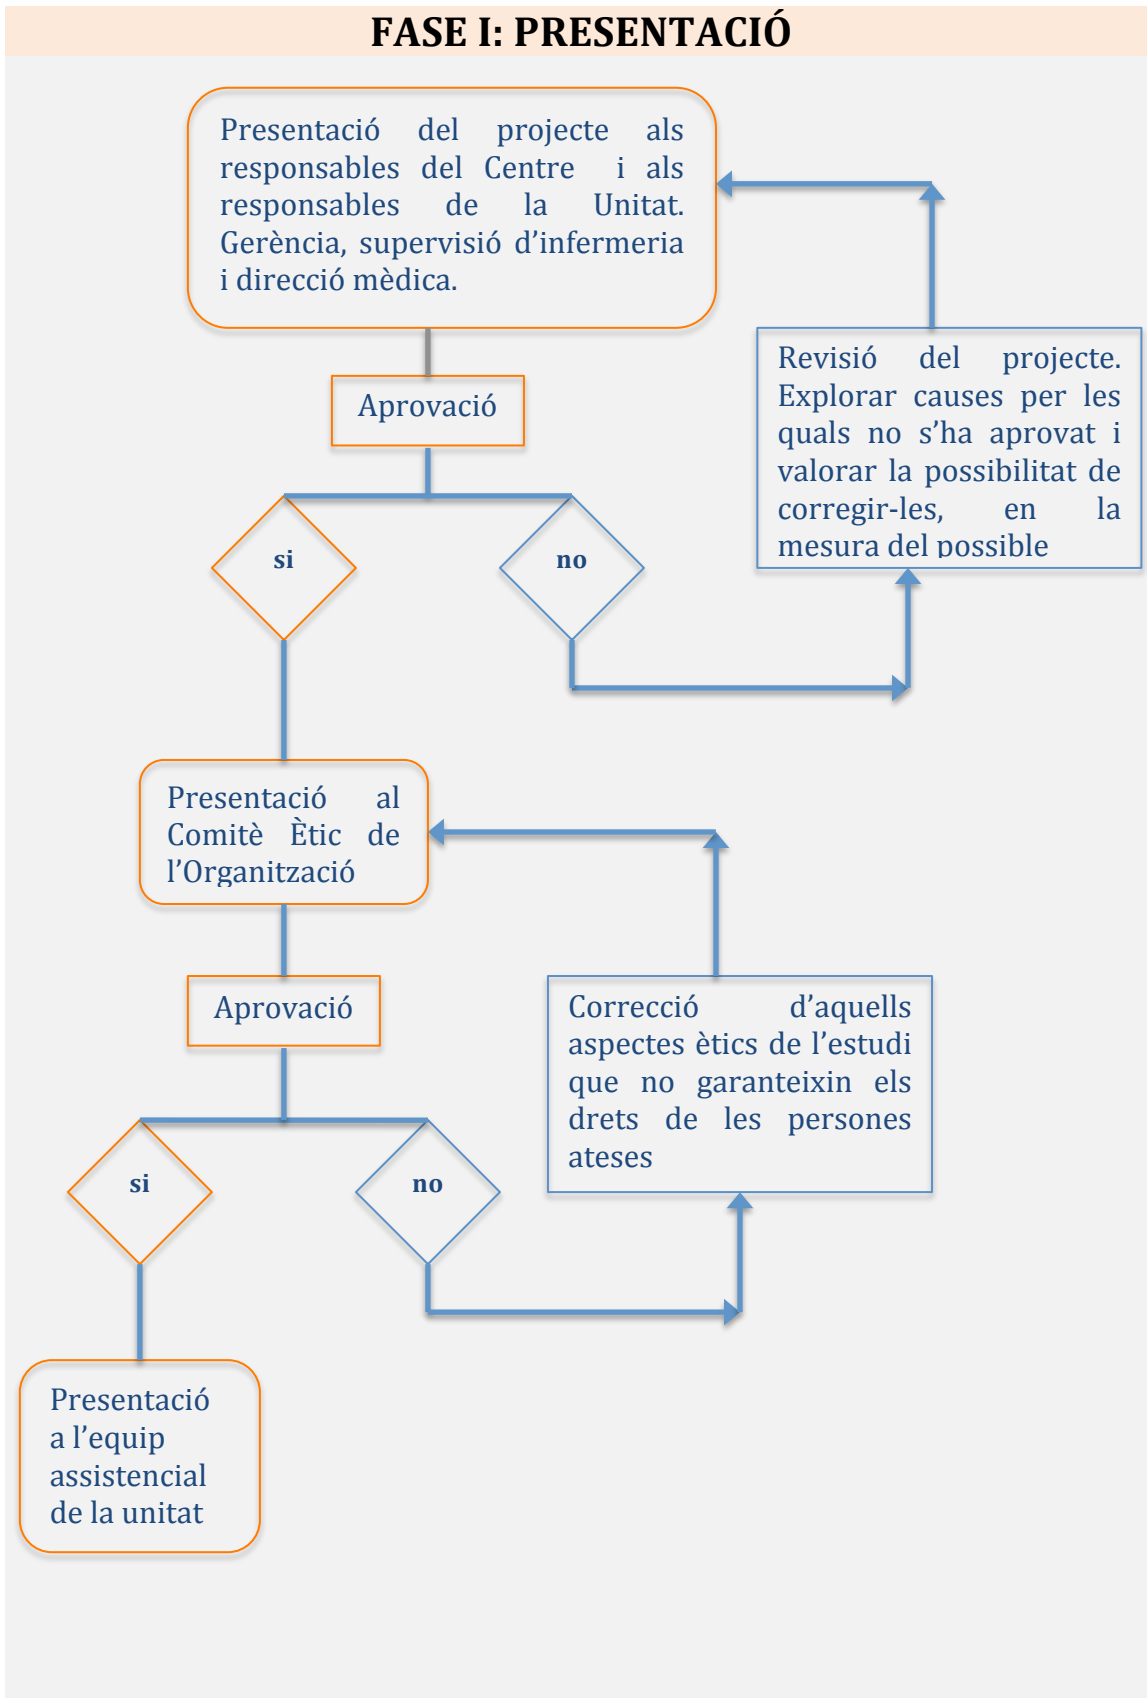 FASE I: PRESENTACIÓ
Presentació del projecte als
responsables del Centre i als
responsables de la Unitat.
Gerència, supervisió d’infermeria
i direcció mèdica.
Aprovació
Revisió del projecte.
Explorar causes per les
quals no s’ha aprovat i
valorar la possibilitat de
corregir-les, en la
mesura del possible
si
no
Presentació al
Comitè Ètic de
l’Organització
Aprovació
Correcció d’aquells
aspectes ètics de l’estudi
que no garanteixin els
drets de les persones
ateses
si
no
Presentació
a l’equip
assistencial
de la unitat